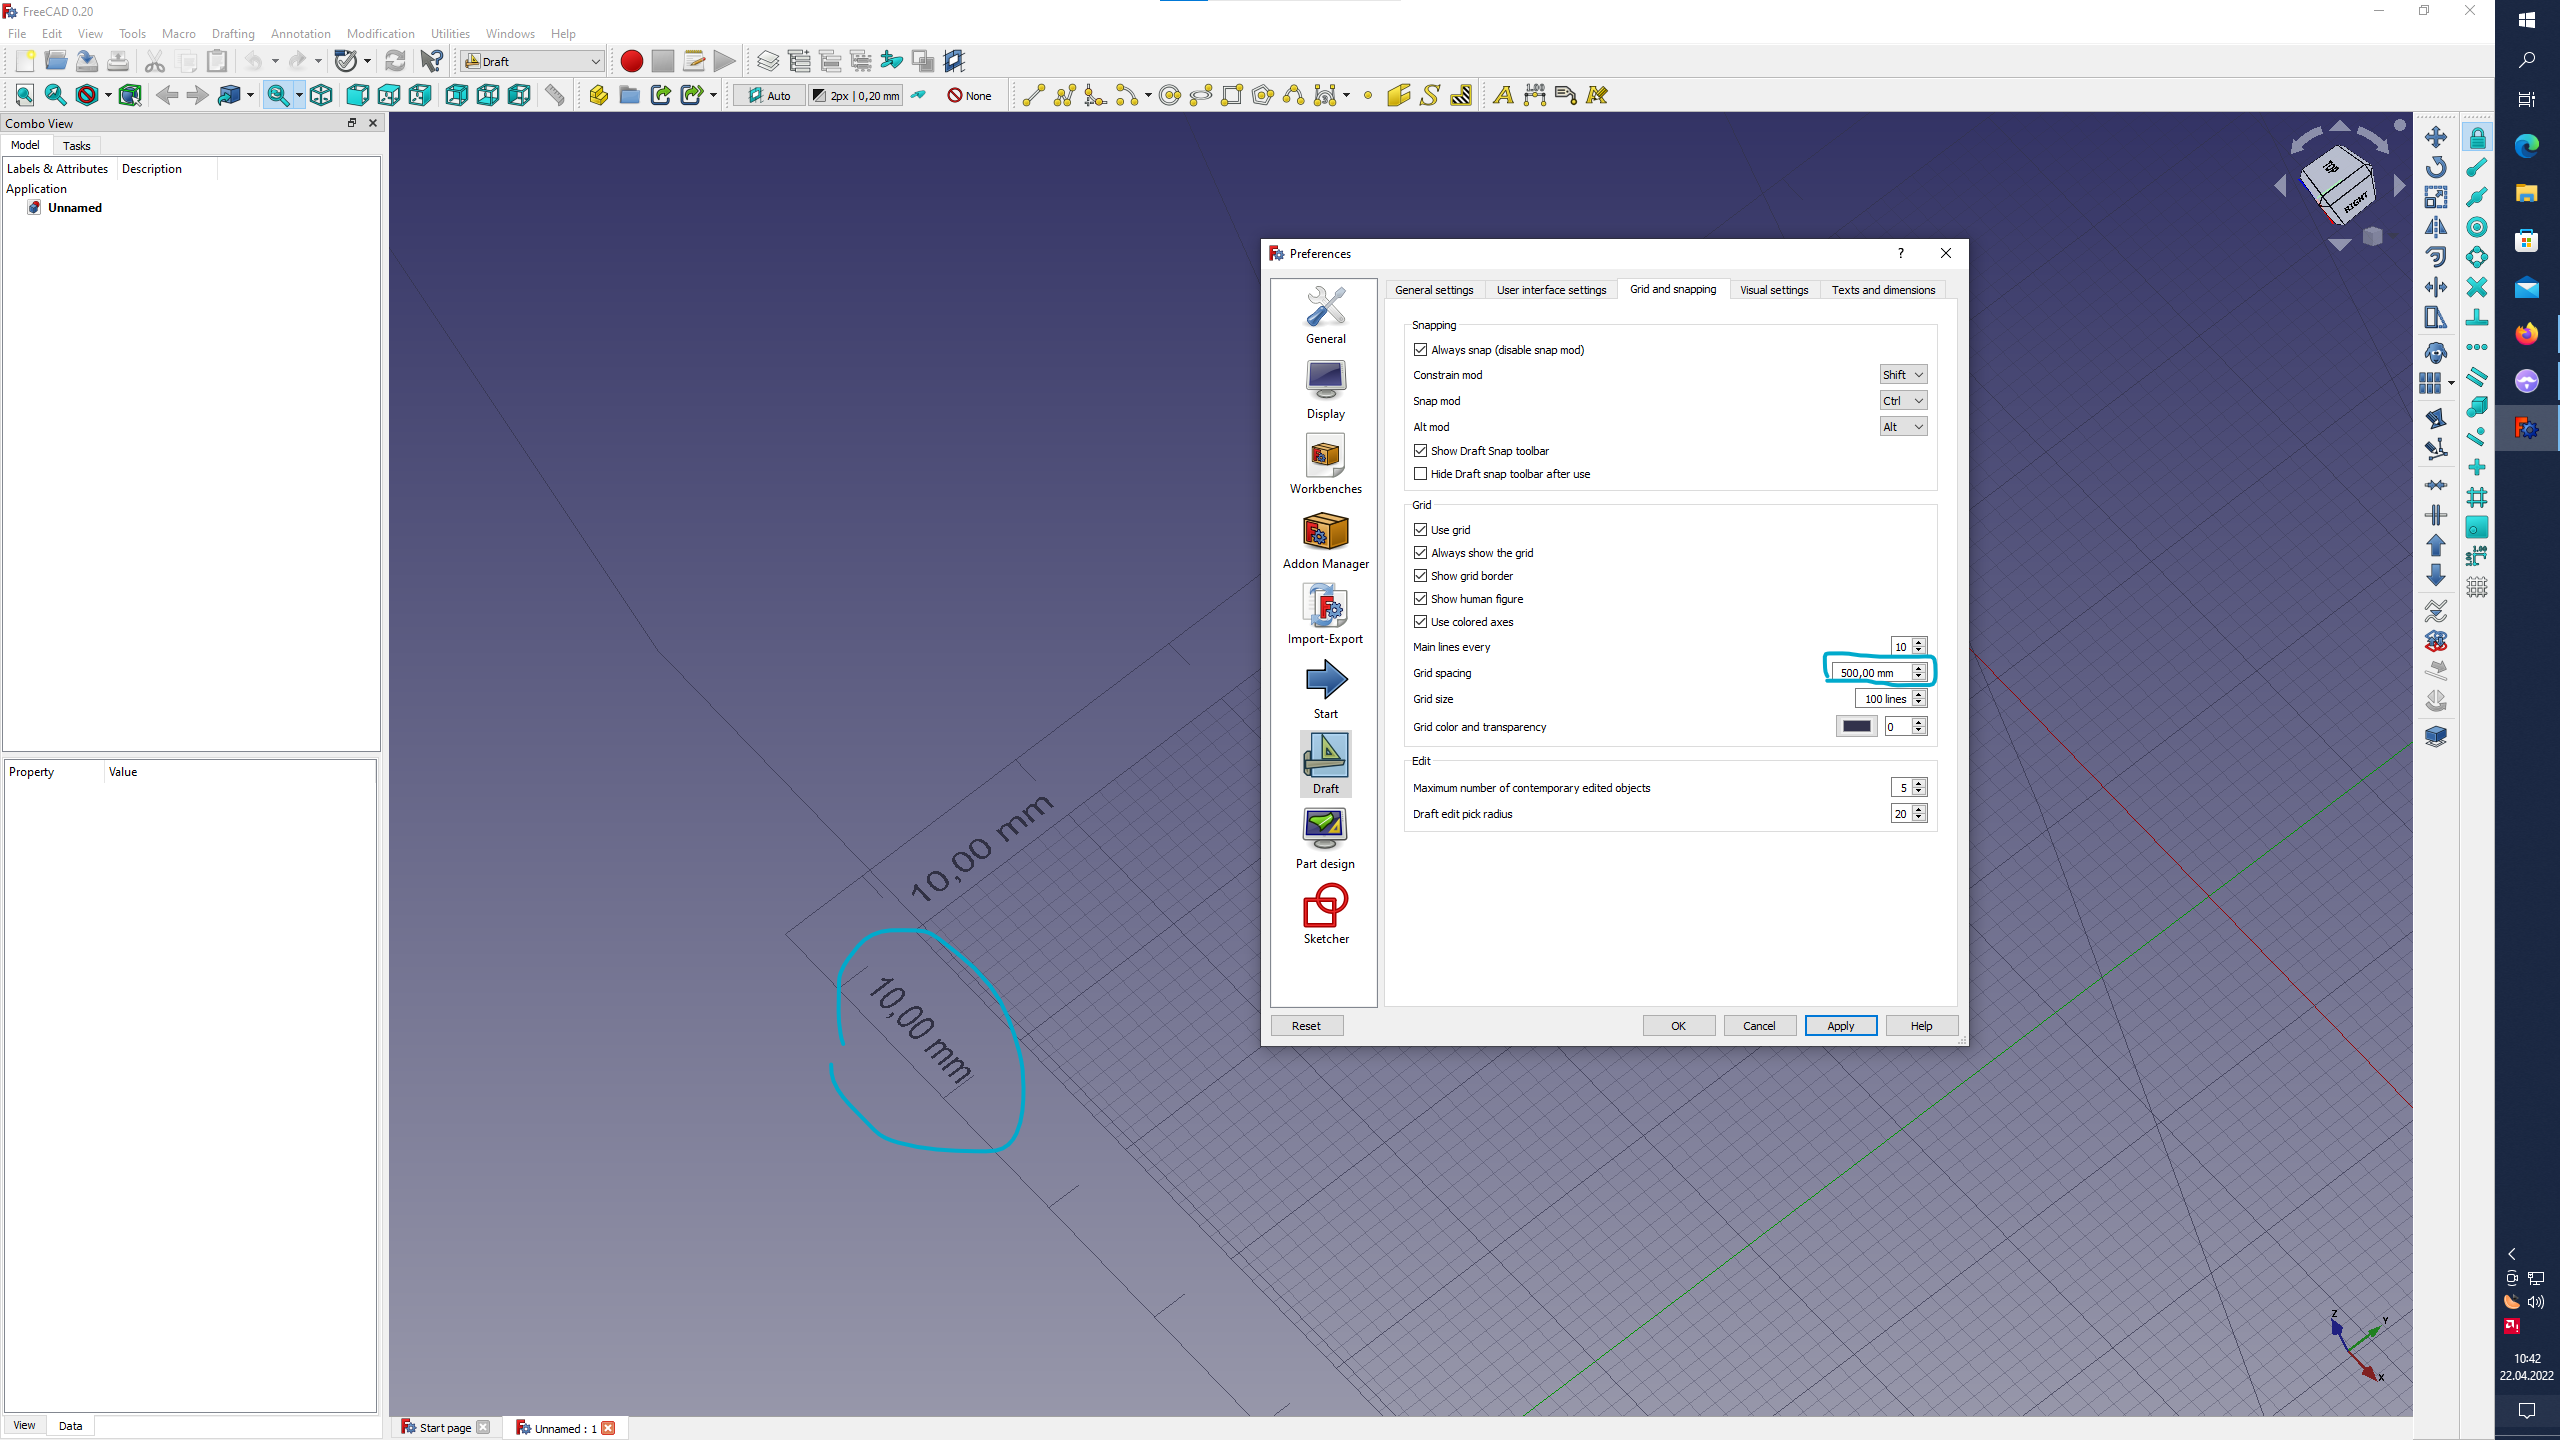 FreeCAD 0.20
File Edit View Tools Macro Drafting Annotation Modification Utilities Windows Help
Draft
Auto 2px | 0,20 mm None
1.00
Combo View
Model Tasks
Labels & Attributes Description
Application
Unnamed
Property Value
View Data
TOP
RIGHT
Preferences
?
General
Display
Workbenches
Addon Manager
Import-Export
Start
Draft
Part design
Sketcher
General settings User interface settings Grid and snapping Visual settings Texts and dimensions
Snapping
Always snap (disable snap mod)
Constrain mod Shift
Snap mod Ctrl
Alt mod Alt
Show Draft Snap toolbar
Hide Draft snap toolbar after use
Grid
Use grid
Always show the grid
Show grid border
Show human figure
Use colored axes
Main lines every 10
Grid spacing 500,00 mm
Grid size 100 lines
Grid color and transparency 0
Edit
Maximum number of contemporary edited objects 5
Draft edit pick radius 20
Reset OK Cancel Apply Help
10,00 mm
10,00 mm
1.00
Z
Y
X
Start page Unnamed : 1
10:42
22.04.2022